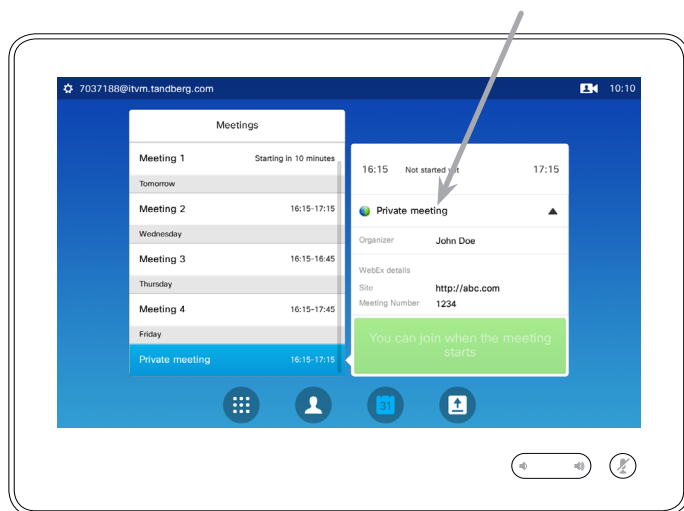 7037188@itvm.tandberg.com
10:10
Meetings
Meeting 1 Starting in 10 minutes
Tomorrow
Meeting 2 16:15-17:15
Wednesday
Meeting 3 16:15-16:45
Thursday
Meeting 4 16:15-17:45
Friday
Private meeting 16:15-17:15
16:15 Not started yet 17:15
Private meeting
Organizer John Doe
WebEx details
Site http://abc.com
Meeting Number 1234
You can join when the meeting
starts
31